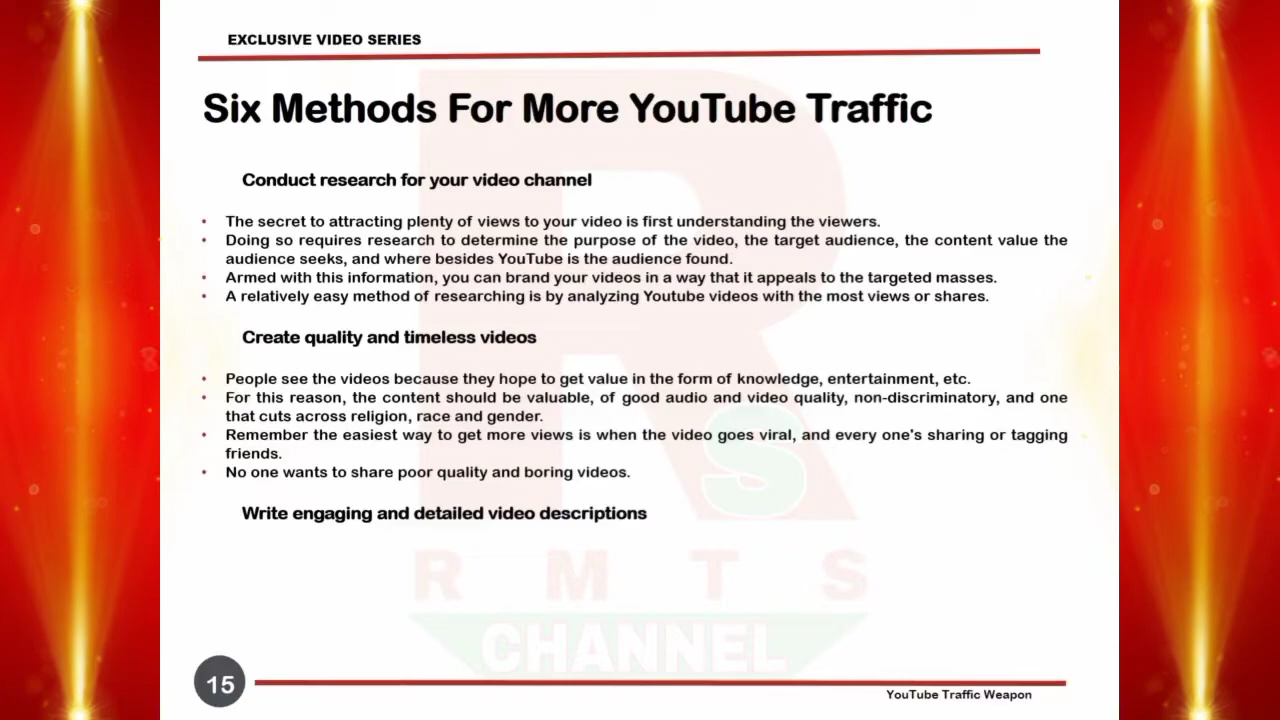 EXCLUSIVE VIDEO SERIES
Six Methods For More YouTube Traffic
Conduct research for your video channel
• The secret to attracting plenty of views to your video is first understanding the viewers.
• Doing so requires research to determine the purpose of the video, the target audience, the content value the
audience seeks, and where besides YouTube is the audience found.
• Armed with this information, you can brand your videos in a way that it appeals to the targeted masses.
• A relatively easy method of researching is by analyzing Youtube videos with the most views or shares.
Create quality and timeless videos
• People see the videos because they hope to get value in the form of knowledge, entertainment, etc.
• For this reason, the content should be valuable, of good audio and video quality, non-discriminatory, and one
that cuts across religion, race and gender.
• Remember the easiest way to get more views is when the video goes viral, and every one's sharing or tagging
friends.
• No one wants to share poor quality and boring videos.
Write engaging and detailed video descriptions
R S
R M T S
CHANNEL
15
YouTube Traffic Weapon